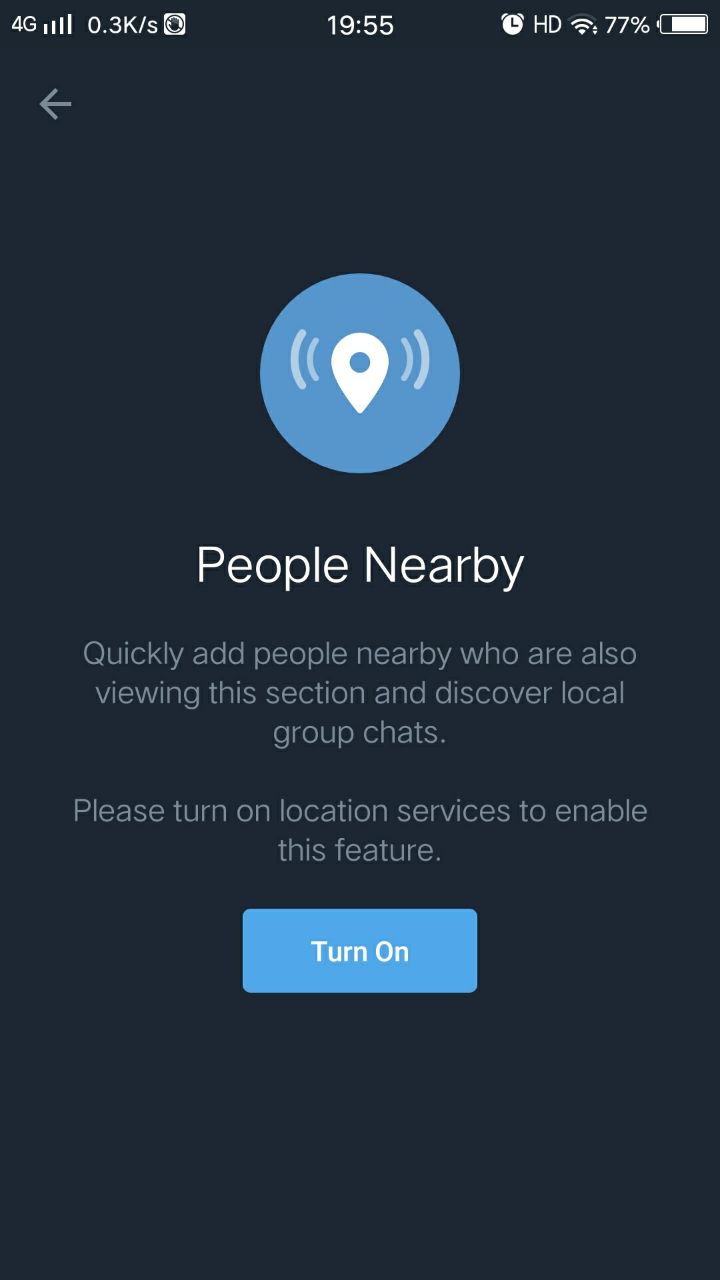 4G 0.3K/s 19:55 HD 77%
People Nearby
Quickly add people nearby who are also
viewing this section and discover local
group chats.
Please turn on location services to enable
this feature.
Turn On